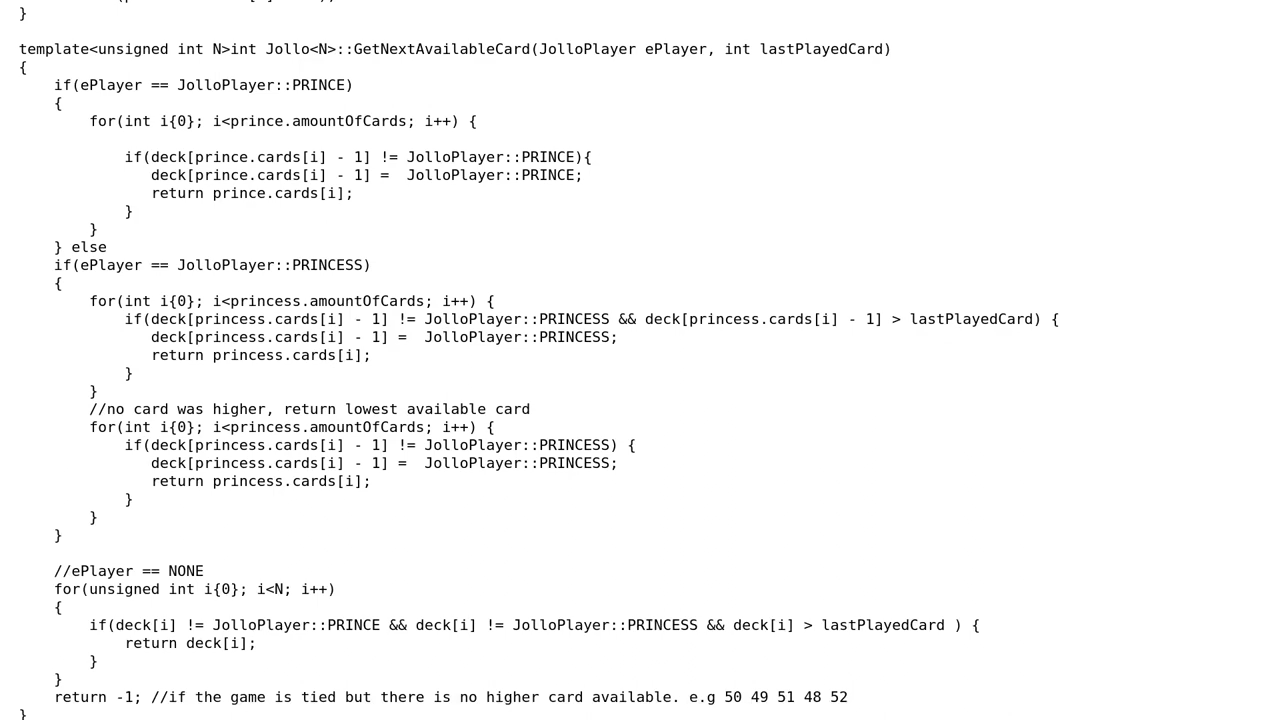 }
template<unsigned int N>int Jollo<N>::GetNextAvailableCard(JolloPlayer ePlayer, int lastPlayedCard)
{
    if(ePlayer == JolloPlayer::PRINCE)
    {
        for(int i{0}; i<prince.amountOfCards; i++) {

            if(deck[prince.cards[i] - 1] != JolloPlayer::PRINCE){
               deck[prince.cards[i] - 1] =  JolloPlayer::PRINCE;
               return prince.cards[i];
            }
        }
    } else
    if(ePlayer == JolloPlayer::PRINCESS)
    {
        for(int i{0}; i<princess.amountOfCards; i++) {
            if(deck[princess.cards[i] - 1] != JolloPlayer::PRINCESS && deck[princess.cards[i] - 1] > lastPlayedCard) {
               deck[princess.cards[i] - 1] =  JolloPlayer::PRINCESS;
               return princess.cards[i];
            }
        }
        //no card was higher, return lowest available card
        for(int i{0}; i<princess.amountOfCards; i++) {
            if(deck[princess.cards[i] - 1] != JolloPlayer::PRINCESS) {
               deck[princess.cards[i] - 1] =  JolloPlayer::PRINCESS;
               return princess.cards[i];
            }
        }
    }

    //ePlayer == NONE
    for(unsigned int i{0}; i<N; i++)
    {
        if(deck[i] != JolloPlayer::PRINCE && deck[i] != JolloPlayer::PRINCESS && deck[i] > lastPlayedCard ) {
            return deck[i];
        }
    }
    return -1; //if the game is tied but there is no higher card available. e.g 50 49 51 48 52
}